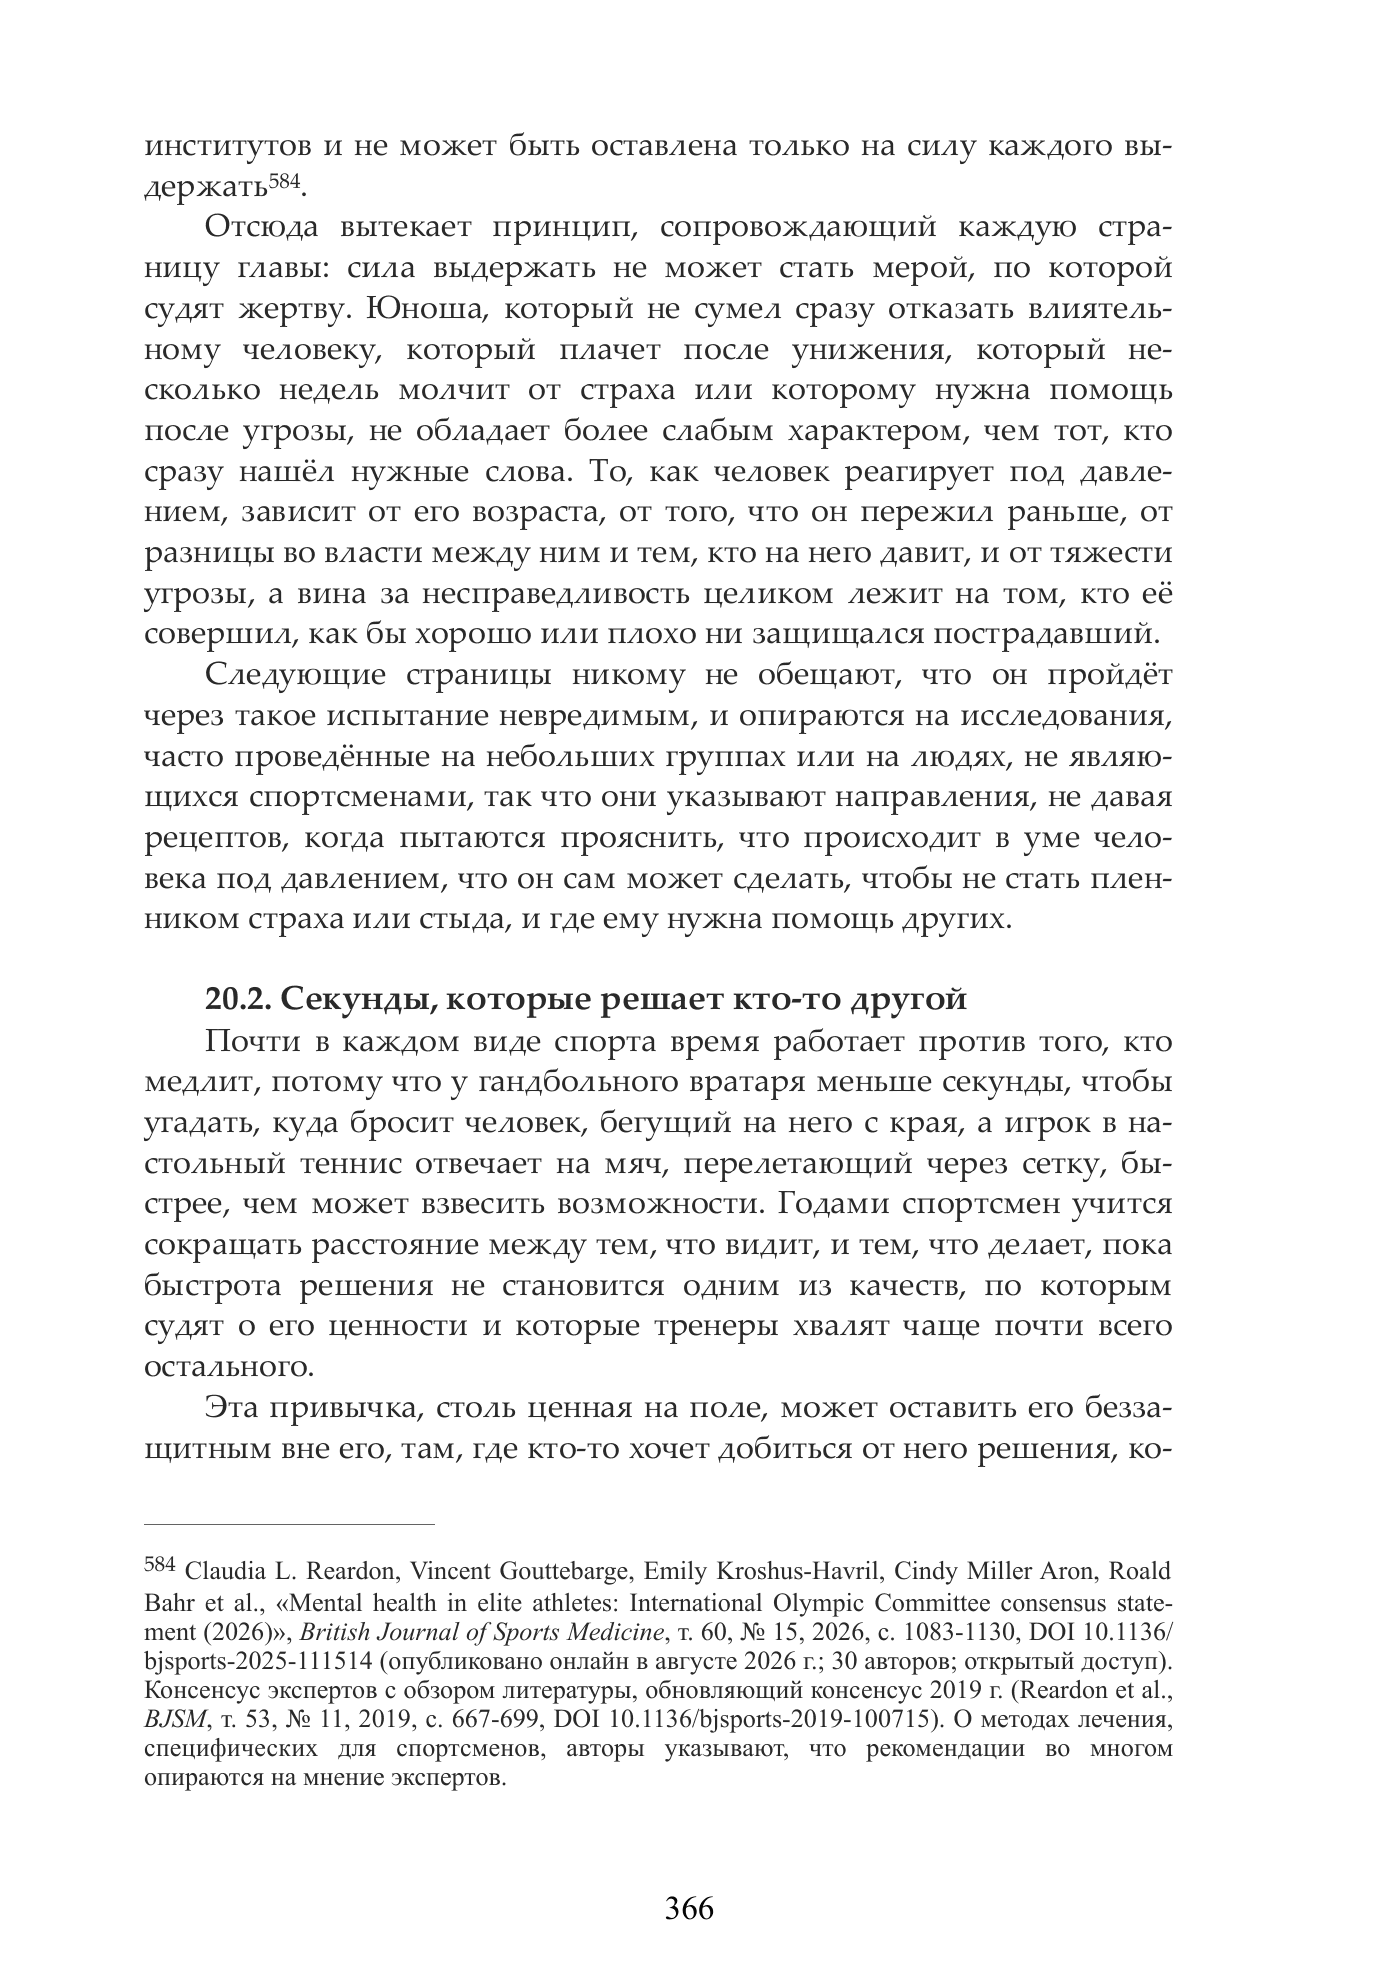 институтов и не может быть оставлена только на силу каждого вы-
держать584.
Отсюда вытекает принцип, сопровождающий каждую стра-
ницу главы: сила выдержать не может стать мерой, по которой
судят жертву. Юноша, который не сумел сразу отказать влиятель-
ному человеку, который плачет после унижения, который не-
сколько недель молчит от страха или которому нужна помощь
после угрозы, не обладает более слабым характером, чем тот, кто
сразу нашёл нужные слова. То, как человек реагирует под давле-
нием, зависит от его возраста, от того, что он пережил раньше, от
разницы во власти между ним и тем, кто на него давит, и от тяжести
угрозы, а вина за несправедливость целиком лежит на том, кто её
совершил, как бы хорошо или плохо ни защищался пострадавший.
Следующие страницы никому не обещают, что он пройдёт
через такое испытание невредимым, и опираются на исследования,
часто проведённые на небольших группах или на людях, не являю-
щихся спортсменами, так что они указывают направления, не давая
рецептов, когда пытаются прояснить, что происходит в уме чело-
века под давлением, что он сам может сделать, чтобы не стать плен-
ником страха или стыда, и где ему нужна помощь других.
20.2. Секунды, которые решает кто-то другой
Почти в каждом виде спорта время работает против того, кто
медлит, потому что у гандбольного вратаря меньше секунды, чтобы
угадать, куда бросит человек, бегущий на него с края, а игрок в на-
стольный теннис отвечает на мяч, перелетающий через сетку, бы-
стрее, чем может взвесить возможности. Годами спортсмен учится
сокращать расстояние между тем, что видит, и тем, что делает, пока
быстрота решения не становится одним из качеств, по которым
судят о его ценности и которые тренеры хвалят чаще почти всего
остального.
Эта привычка, столь ценная на поле, может оставить его безза-
щитным вне его, там, где кто-то хочет добиться от него решения, ко-
584 Claudia L. Reardon, Vincent Gouttebarge, Emily Kroshus-Havril, Cindy Miller Aron, Roald
Bahr et al., «Mental health in elite athletes: International Olympic Committee consensus state-
ment (2026)», British Journal of Sports Medicine, т. 60, № 15, 2026, с. 1083-1130, DOI 10.1136/
bjsports-2025-111514 (опубликовано онлайн в августе 2026 г.; 30 авторов; открытый доступ).
Консенсус экспертов с обзором литературы, обновляющий консенсус 2019 г. (Reardon et al.,
BJSM, т. 53, № 11, 2019, с. 667-699, DOI 10.1136/bjsports-2019-100715). О методах лечения,
специфических для спортсменов, авторы указывают, что рекомендации во многом
опираются на мнение экспертов.
366